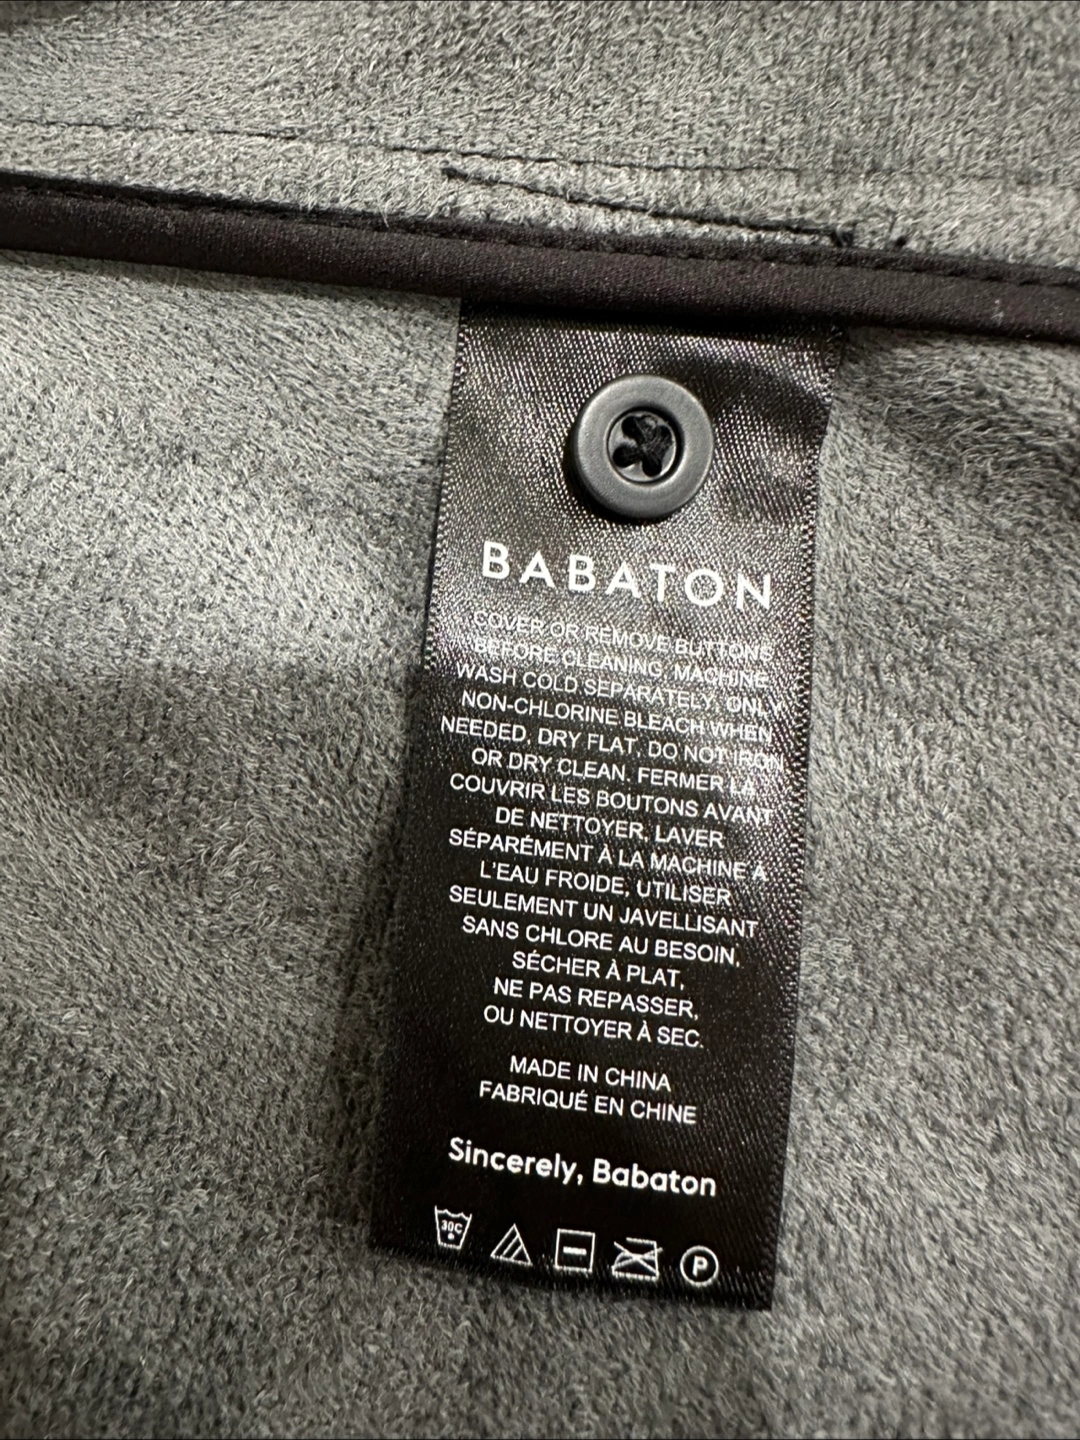 BABATON
COVER OR REMOVE BUTTONS
BEFORE CLEANING. MACHINE
WASH COLD SEPARATELY. ONLY
NON-CHLORINE BLEACH WHEN
NEEDED. DRY FLAT. DO NOT IRON
OR DRY CLEAN. FERMER LA
COUVRIR LES BOUTONS AVANT
DE NETTOYER, LAVER
SÉPARÉMENT À LA MACHINE À
L'EAU FROIDE, UTILISER
SEULEMENT UN JAVELLISANT
SANS CHLORE AU BESOIN,
SÉCHER À PLAT,
NE PAS REPASSER,
OU NETTOYER À SEC.
MADE IN CHINA
FABRIQUÉ EN CHINE
Sincerely, Babaton
30C P